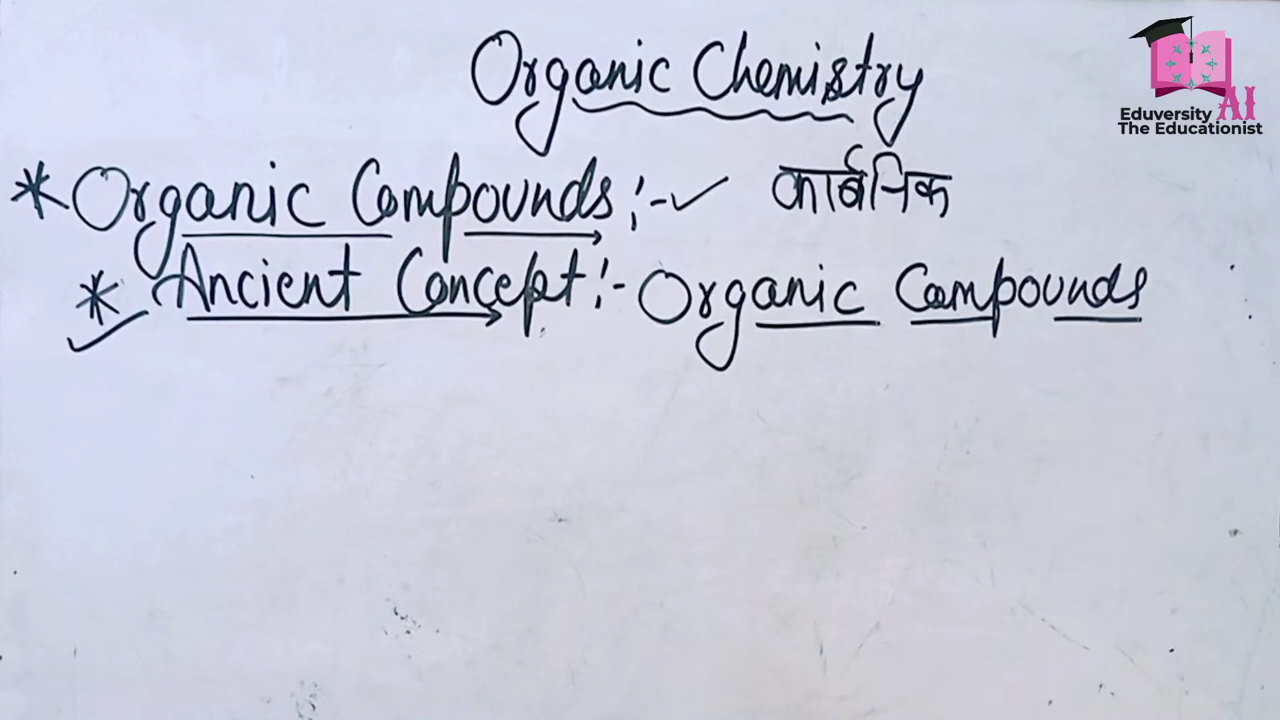 Organic Chemistry
* Organic Compounds :- ✓ कार्बनिक
* Ancient Concept :- Organic Compounds
Eduversity AI
The Educationist